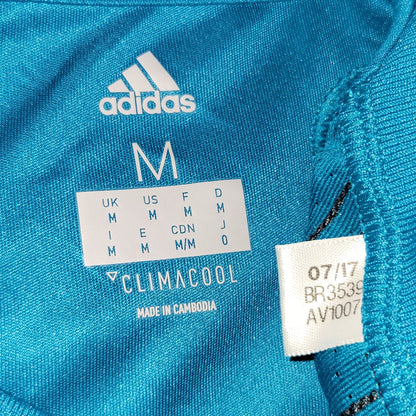 adidas
M
UK US F D
M M M M
I E CDN J
M M M/M O
CLIMACOOL
MADE IN CAMBODIA
07/17
BR3539
AV1007